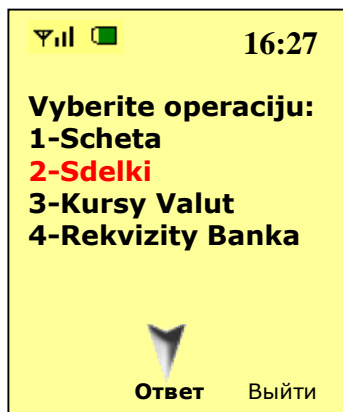 16:27
Vyberite operaciju:
1-Scheta
2-Sdelki
3-Kursy Valut
4-Rekvizity Banka
Ответ Выйти